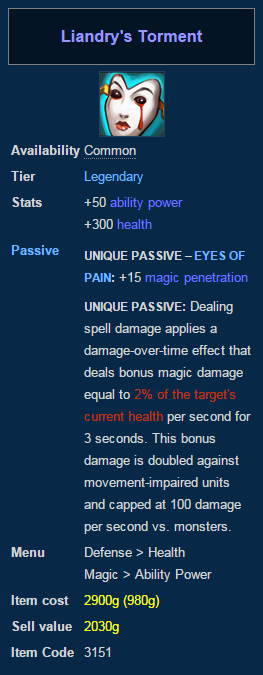 Liandry's Torment
Availability Common
Tier Legendary
Stats +50 ability power
+300 health
Passive UNIQUE PASSIVE – EYES OF
PAIN: +15 magic penetration
UNIQUE PASSIVE: Dealing
spell damage applies a
damage-over-time effect that
deals bonus magic damage
equal to 2% of the target's
current health per second for
3 seconds. This bonus
damage is doubled against
movement-impaired units
and capped at 100 damage
per second vs. monsters.
Menu Defense > Health
Magic > Ability Power
Item cost 2900g (980g)
Sell value 2030g
Item Code 3151